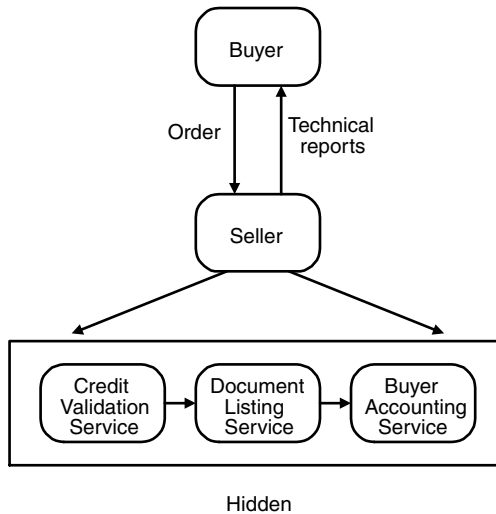 Buyer
Order
Technical
reports
Seller
Credit
Validation
Service
Document
Listing
Service
Buyer
Accounting
Service
Hidden